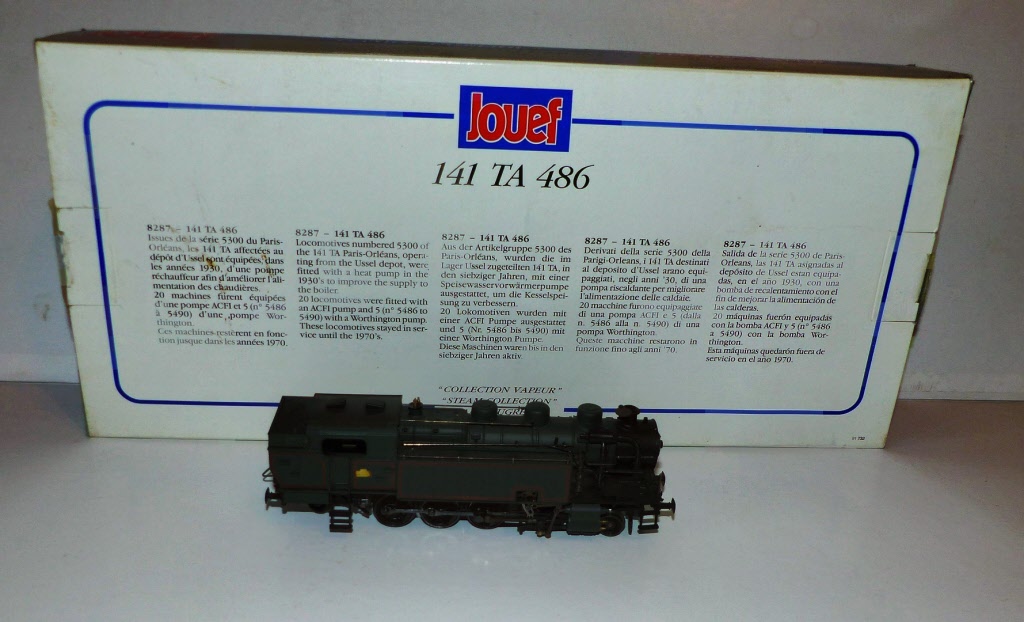 Jouef
141 TA 486
8287 - 141 TA 486
Issues de la série 5300 du Paris-
Orléans, les 141 TA affectées au
dépôt d'Ussel sont équipées, dans
les années 1930, d'une pompe
réchauffeur afin d'améliorer l'ali-
mentation des chaudières.
20 machines furent équipées
d'une pompe ACFI et 5 (n° 5486
à 5490) d'une pompe Wor-
thington.
Ces machines restèrent en fonc-
tion jusque dans les années 1970.
8287 - 141 TA 486
Locomotives numbered 5300 of
the 141 TA Paris-Orléans, opera-
ting from the Ussel depot, were
fitted with a heat pump in the
1930's to improve the supply to
the boiler.
20 locomotives were fitted with
an ACFI pump and 5 (n° 5486 to
5490) with a Worthington pump.
These locomotives stayed in ser-
vice until the 1970's.
8287 - 141 TA 486
Aus der Artikelgruppe 5300 des
Paris-Orléans, wurden die im
Lager Ussel zugeteilten 141 TA, in
den siebziger Jahren, mit einer
Speisewasservorwärmerpumpe
ausgestattet, um die Kesselspei-
sung zu verbessern.
20 Lokomotiven wurden mit
einer ACFI Pumpe ausgestattet
und 5 (Nr. 5486 bis 5490) mit
einer Worthington Pumpe.
Diese Maschinen waren bis in den
siebziger Jahren aktiv.
8287 - 141 TA 486
Derivati della serie 5300 della
Parigi-Orleans, i 141 TA destinati
al deposito d'Ussel erano equi-
paggiati, negli anni '30, di una
pompa riscaldante per migliorare
l'alimentazione delle caldaie.
20 macchine furono equipaggiate
di una pompa ACFI e 5 (dalla
n. 5486 alla n. 5490) di una
pompa Worthington.
Queste macchine restarono in
funzione fino agli anni '70.
8287 - 141 TA 486
Salida de la serie 5300 de Paris-
Orleans, las 141 TA asignadas al
depósito de Ussel estan equipa-
das, en el año 1930, con una
bomba de recalentamiento con el
fin de mejorar la alimentación de
las calderas.
20 máquinas fuerón equipadas
con la bomba ACFI y 5 (n° 5486
a 5490) con la bomba Wor-
thington.
Esta máquinas quedarón fuera de
servicio en el año 1970.
"COLLECTION VAPEUR"
"STEAM COLLECTION"